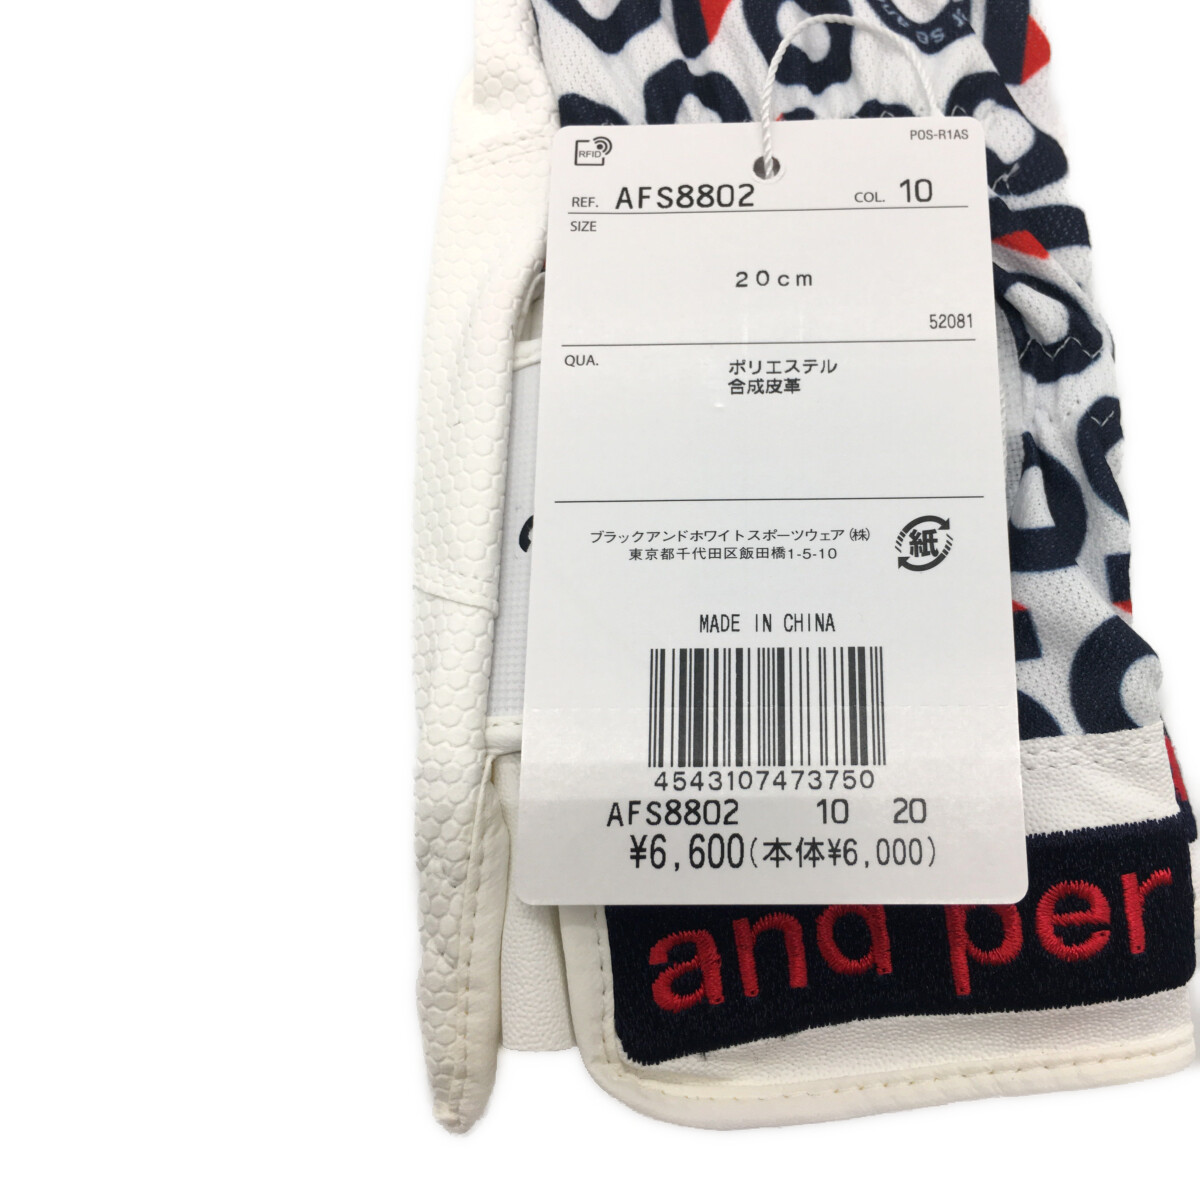 POS-R1AS
RFID
REF. AFS8802 COL. 10
SIZE
20cm
52081
QUA.
ポリエステル
合成皮革
ブラックアンドホワイトスポーツウェア(株)
東京都千代田区飯田橋1-5-10
紙
MADE IN CHINA
4543107473750
AFS8802 10 20
¥6,600(本体¥6,000)
and per